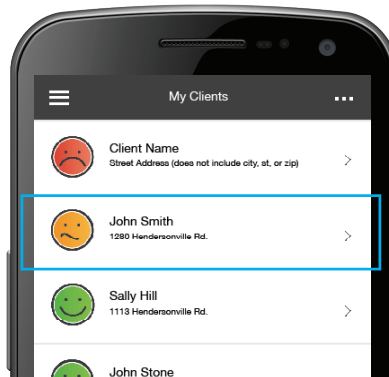 My Clients
Client Name
Street Address (does not include city, st, or zip)
John Smith
1280 Hendersonville Rd.
Sally Hill
1113 Hendersonville Rd.
John Stone